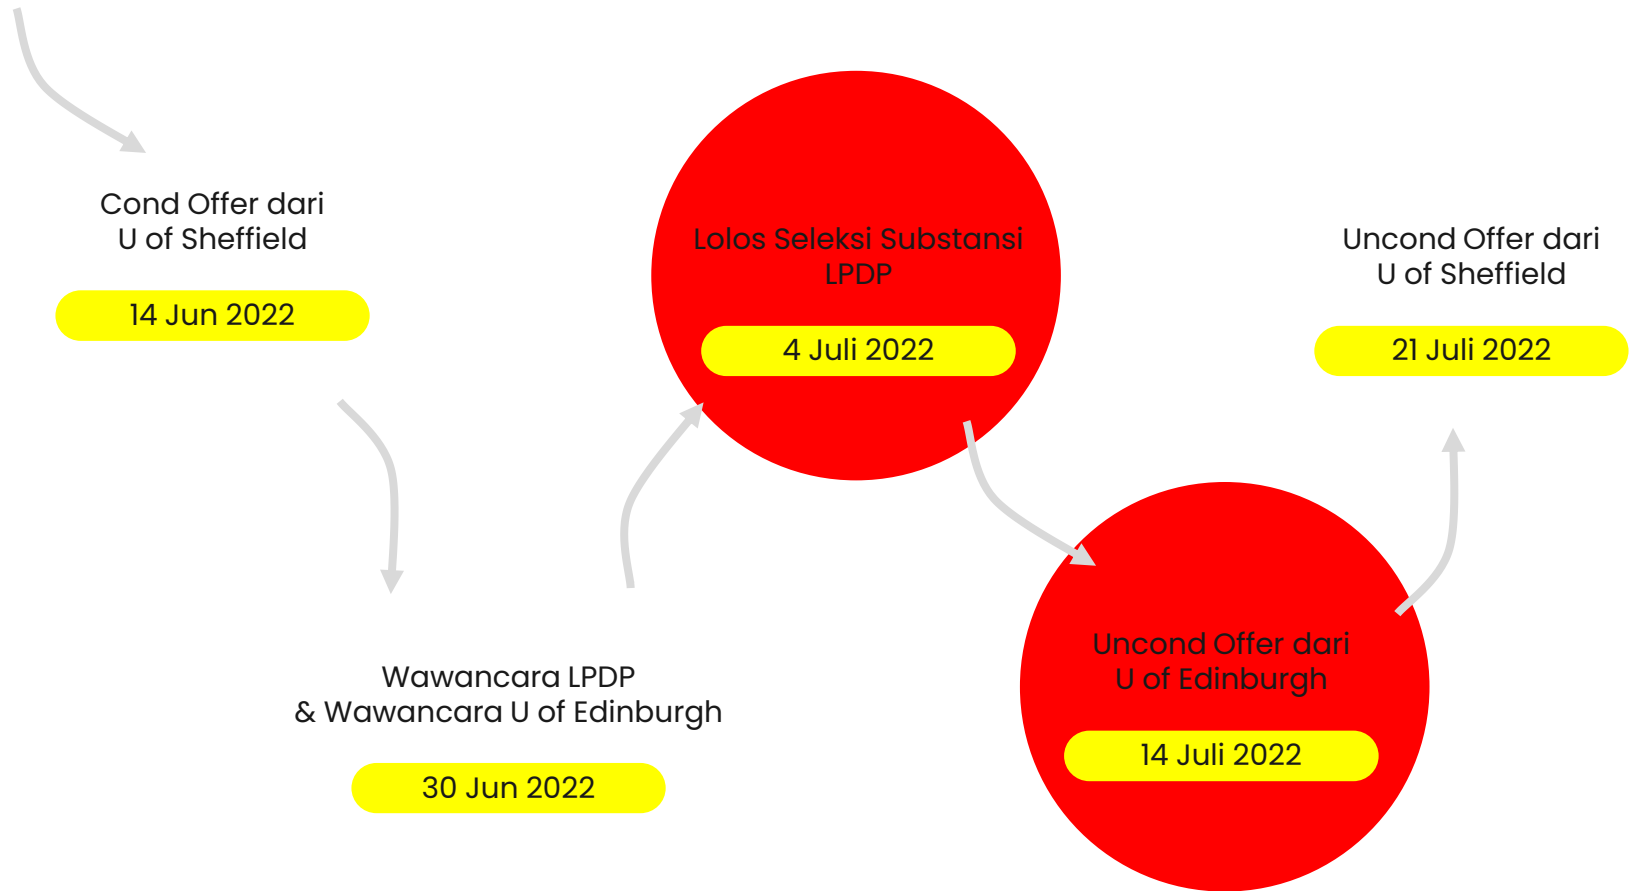 Cond Offer dari
U of Sheffield
14 Jun 2022
Wawancara LPDP
& Wawancara U of Edinburgh
30 Jun 2022
Lolos Seleksi Substansi
LPDP
4 Juli 2022
Uncond Offer dari
U of Edinburgh
14 Juli 2022
Uncond Offer dari
U of Sheffield
21 Juli 2022